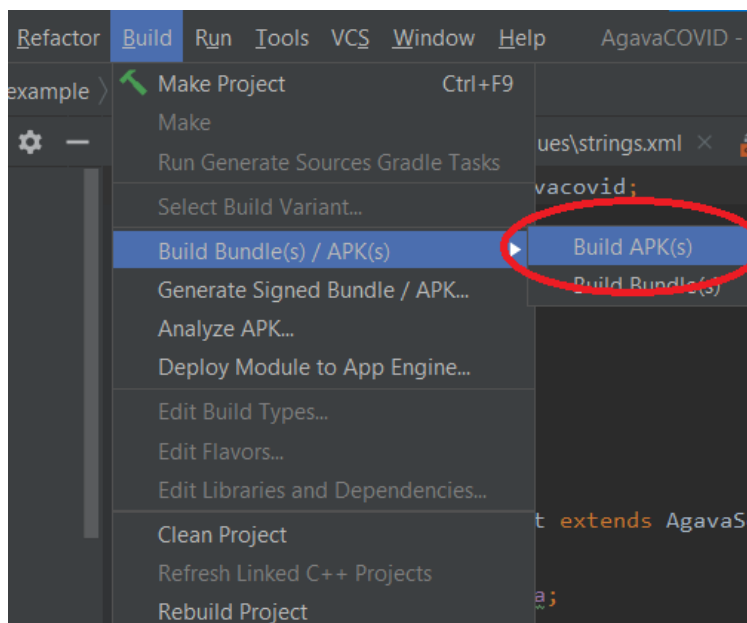 Refactor Build Run Tools VCS Window Help AgavaCOVID -
example
Make Project Ctrl+F9
Make
ues\strings.xml
Run Generate Sources Gradle Tasks
vacovid;
Select Build Variant...
Build Bundle(s) / APK(s)
Build APK(s)
Generate Signed Bundle / APK...
Build Bundle(s)
Analyze APK...
Deploy Module to App Engine...
Edit Build Types...
Edit Flavors...
Edit Libraries and Dependencies...
t extends AgavaS
Clean Project
Refresh Linked C++ Projects
a;
Rebuild Project